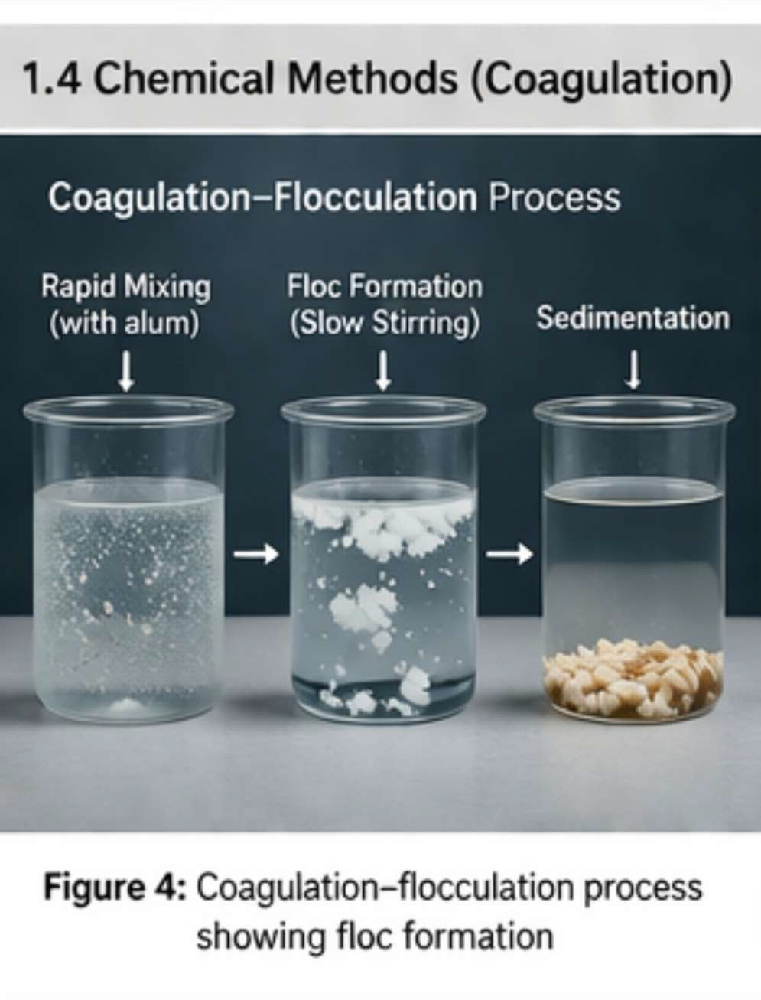 1.4 Chemical Methods (Coagulation)
Coagulation–Flocculation Process
Rapid Mixing
(with alum)
Floc Formation
(Slow Stirring)
Sedimentation
Figure 4: Coagulation–flocculation process
showing floc formation